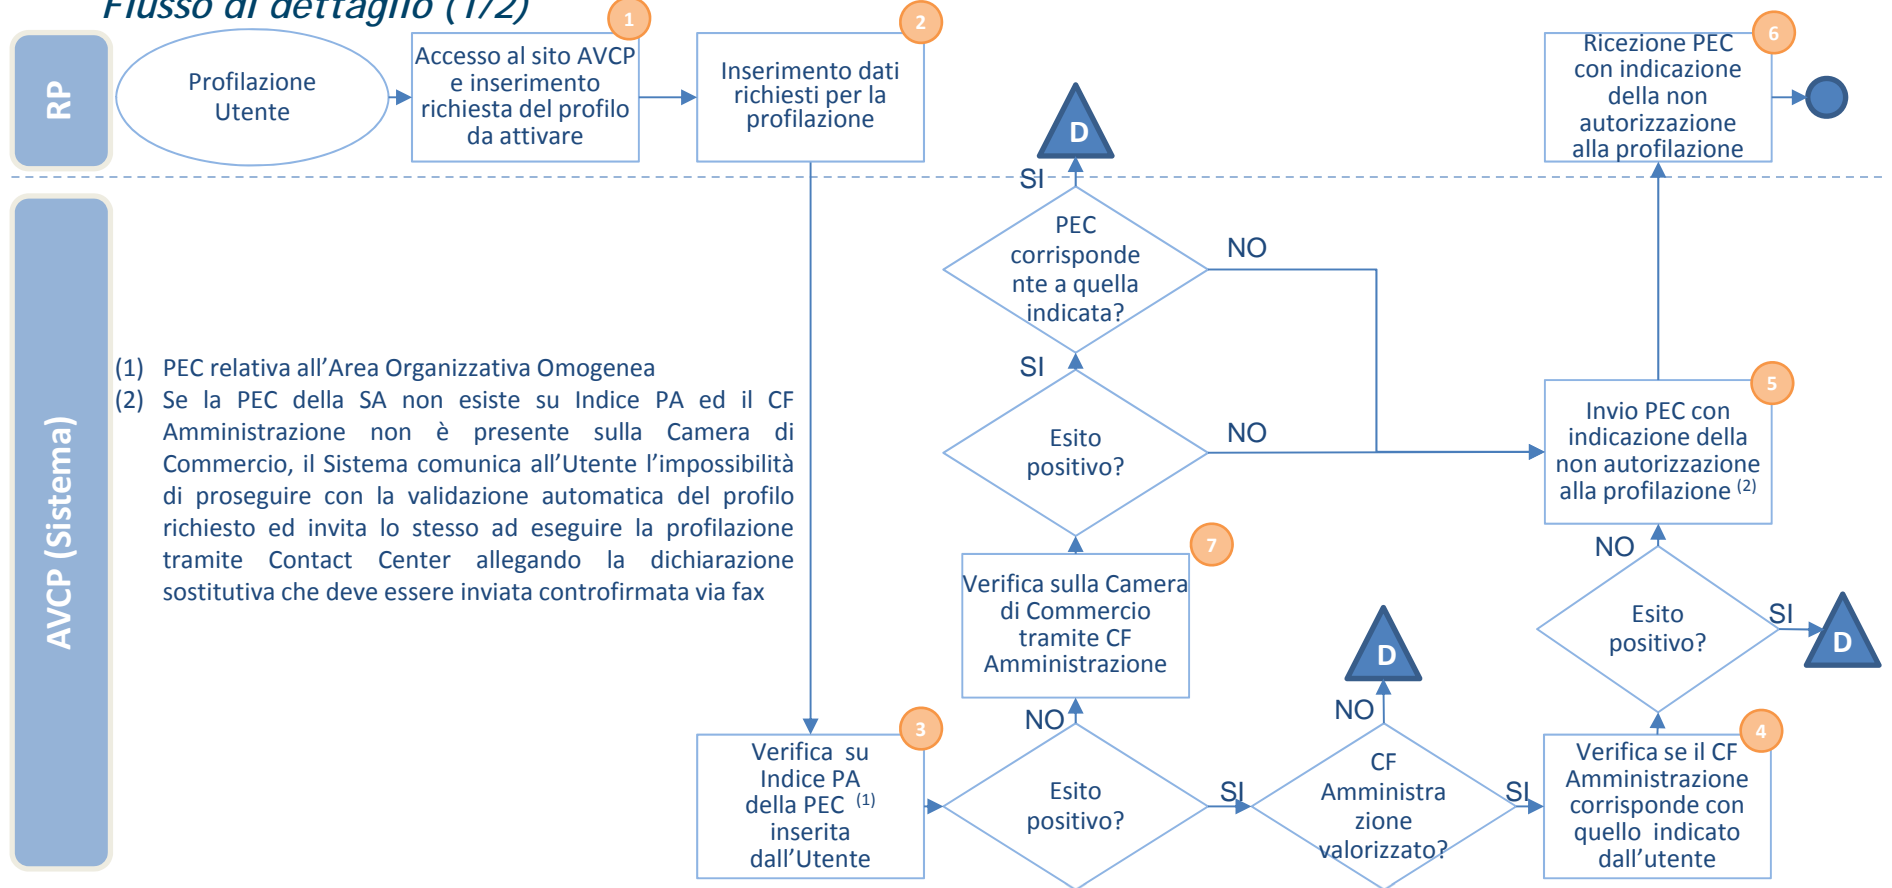 Flusso di dettaglio (1/2)
1
2
6
RP
Profilazione
Utente
Accesso al sito AVCP
e inserimento
richiesta del profilo
da attivare
Inserimento dati
richiesti per la
profilazione
D
Ricezione PEC
con indicazione
della non
autorizzazione
alla profilazione
SI
PEC
corrisponde
nte a quella
indicata?
NO
AVCP (Sistema)
(1) PEC relativa all’Area Organizzativa Omogenea
(2) Se la PEC della SA non esiste su Indice PA ed il CF
Amministrazione non è presente sulla Camera di
Commercio, il Sistema comunica all’Utente l’impossibilità
di proseguire con la validazione automatica del profilo
richiesto ed invita lo stesso ad eseguire la profilazione
tramite Contact Center allegando la dichiarazione
sostitutiva che deve essere inviata controfirmata via fax
SI
Esito
positivo?
NO
5
Invio PEC con
indicazione della
non autorizzazione
alla profilazione (2)
7
Verifica sulla Camera
di Commercio
tramite CF
Amministrazione
NO
Esito
positivo?
SI
D
D
NO
NO
3
Verifica su
Indice PA
della PEC (1)
inserita
dall’Utente
Esito
positivo?
SI
CF
Amministra
zione
valorizzato?
SI
4
Verifica se il CF
Amministrazione
corrisponde con
quello indicato
dall’utente